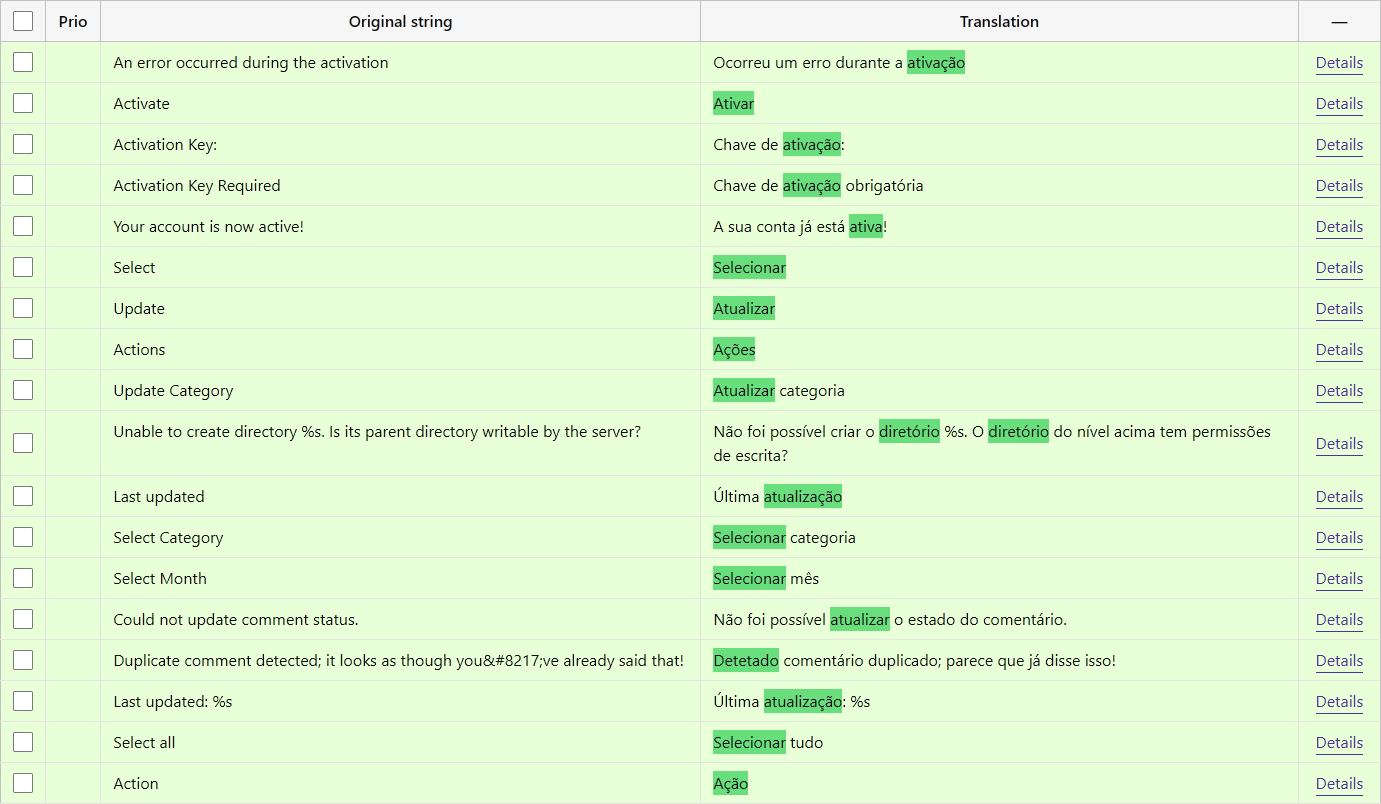 Prio Original string Translation —
An error occurred during the activation Ocorreu um erro durante a ativação Details
Activate Ativar Details
Activation Key: Chave de ativação: Details
Activation Key Required Chave de ativação obrigatória Details
Your account is now active! A sua conta já está ativa! Details
Select Selecionar Details
Update Atualizar Details
Actions Ações Details
Update Category Atualizar categoria Details
Unable to create directory %s. Is its parent directory writable by the server? Não foi possível criar o diretório %s. O diretório do nível acima tem permissões
de escrita? Details
Last updated Última atualização Details
Select Category Selecionar categoria Details
Select Month Selecionar mês Details
Could not update comment status. Não foi possível atualizar o estado do comentário. Details
Duplicate comment detected; it looks as though you&#8217;ve already said that! Detetado comentário duplicado; parece que já disse isso! Details
Last updated: %s Última atualização: %s Details
Select all Selecionar tudo Details
Action Ação Details